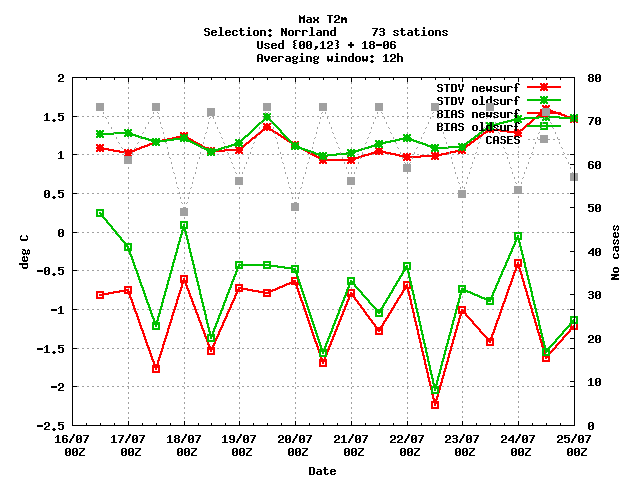 Max T2m
Selection: Norrland     73 stations
Used {00,12} + 18-06
Averaging window: 12h
STDV newsurf
STDV oldsurf
BIAS newsurf
BIAS oldsurf
CASES
2
1.5
1
0.5
0
-0.5
-1
-1.5
-2
-2.5
deg C
80
70
60
50
40
30
20
10
0
No cases
16/07 17/07 18/07 19/07 20/07 21/07 22/07 23/07 24/07 25/07
00Z 00Z 00Z 00Z 00Z 00Z 00Z 00Z 00Z 00Z
Date